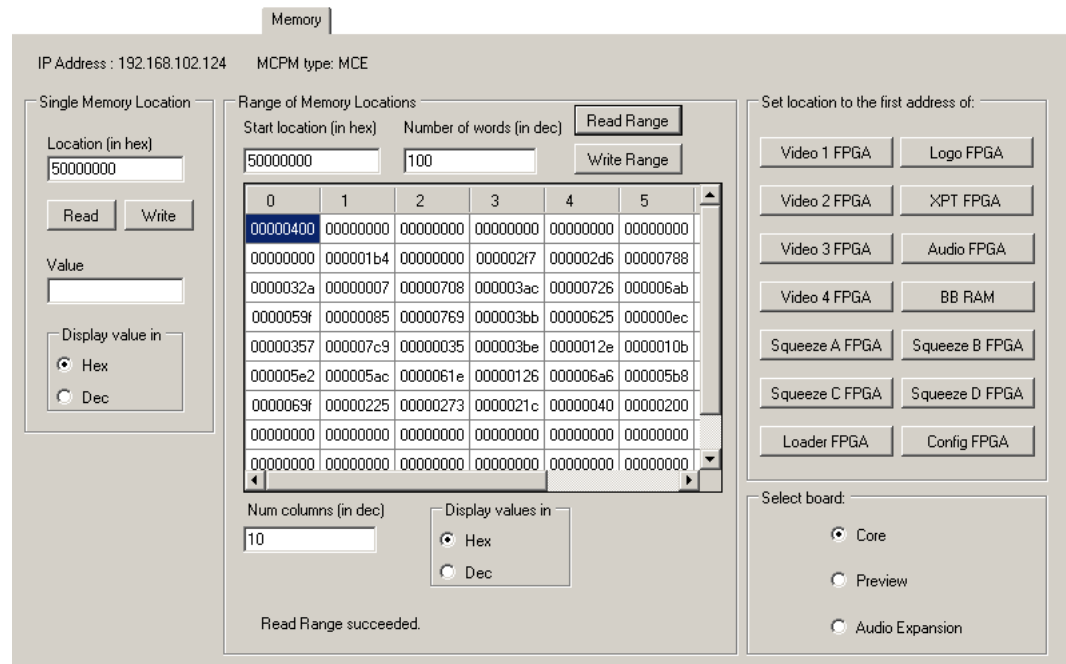 Memory
IP Address : 192.168.102.124 MCPM type: MCE
Single Memory Location
Location (in hex)
50000000
Read Write
Value
Display value in
Hex
Dec
Range of Memory Locations
Start location (in hex) Number of words (in dec) Read Range
50000000 100 Write Range
0 1 2 3 4 5
00000400 00000000 00000000 00000000 00000000 00000000
00000000 000001b4 00000000 000002f7 000002d6 00000788
0000032a 00000007 00000708 000003ac 00000726 000006ab
0000059f 00000085 00000769 000003bb 00000625 000000ec
00000357 000007c9 00000035 000003be 0000012e 0000010b
000005e2 000005ac 0000061e 00000126 000006a6 000005b8
0000069f 00000225 00000273 0000021c 00000040 00000200
00000000 00000000 00000000 00000000 00000000 00000000
00000000 00000000 00000000 00000000 00000000 00000000
Num columns (in dec)
10
Display values in
Hex
Dec
Read Range succeeded.
Set location to the first address of:
Video 1 FPGA Logo FPGA
Video 2 FPGA XPT FPGA
Video 3 FPGA Audio FPGA
Video 4 FPGA BB RAM
Squeeze A FPGA Squeeze B FPGA
Squeeze C FPGA Squeeze D FPGA
Loader FPGA Config FPGA
Select board:
Core
Preview
Audio Expansion